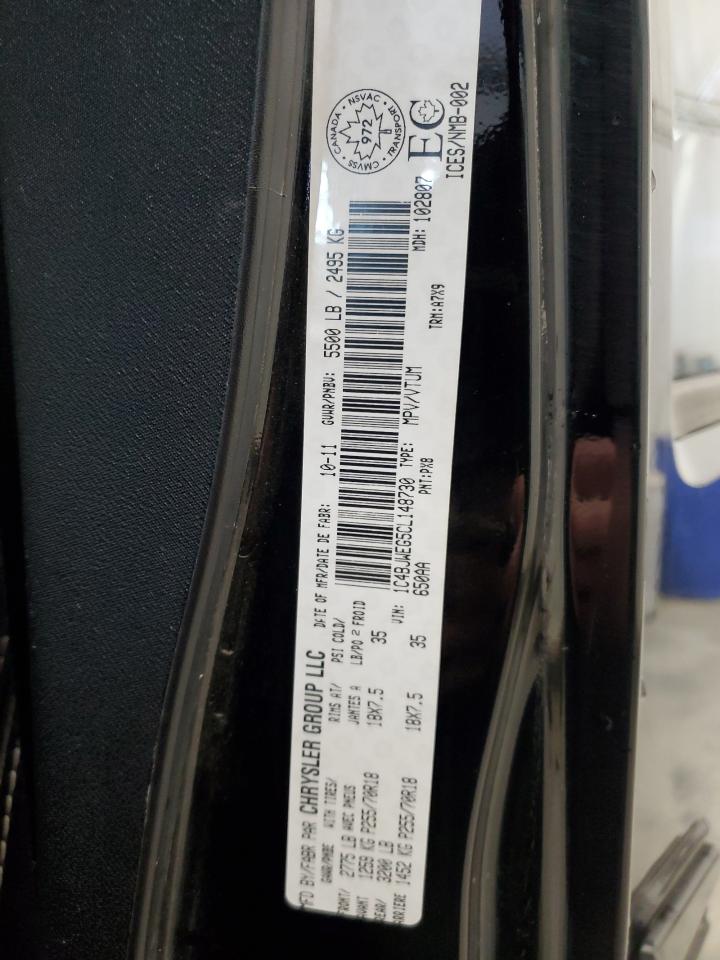 MFD BY/FABR PAR CHRYSLER GROUP LLC DATE OF MFR/DATE DE FABR: 10-11 GVWR/PNBV: 5500 LB / 2495 KG
GAWR/PNBE WITH TIRES/ RIMS AT/ PSI COLD/
FRONT/ 2775 LB AVEC PNEUS JANTES A LB/PO 2 FROID
AVANT 1259 KG P255/70R18 18X7.5 35
REAR/ 3200 LB
ARRIERE 1452 KG P255/70R18 18X7.5 35
VIN: 1C4BJWEG5CL148730 TYPE: MPV/VTUM MDH: 102807
650AA PNT:PX8 TRM:A7X9
CANADA · NSVAC · TRANSPORT · CMVSS
972
EC
ICES/NMB-002